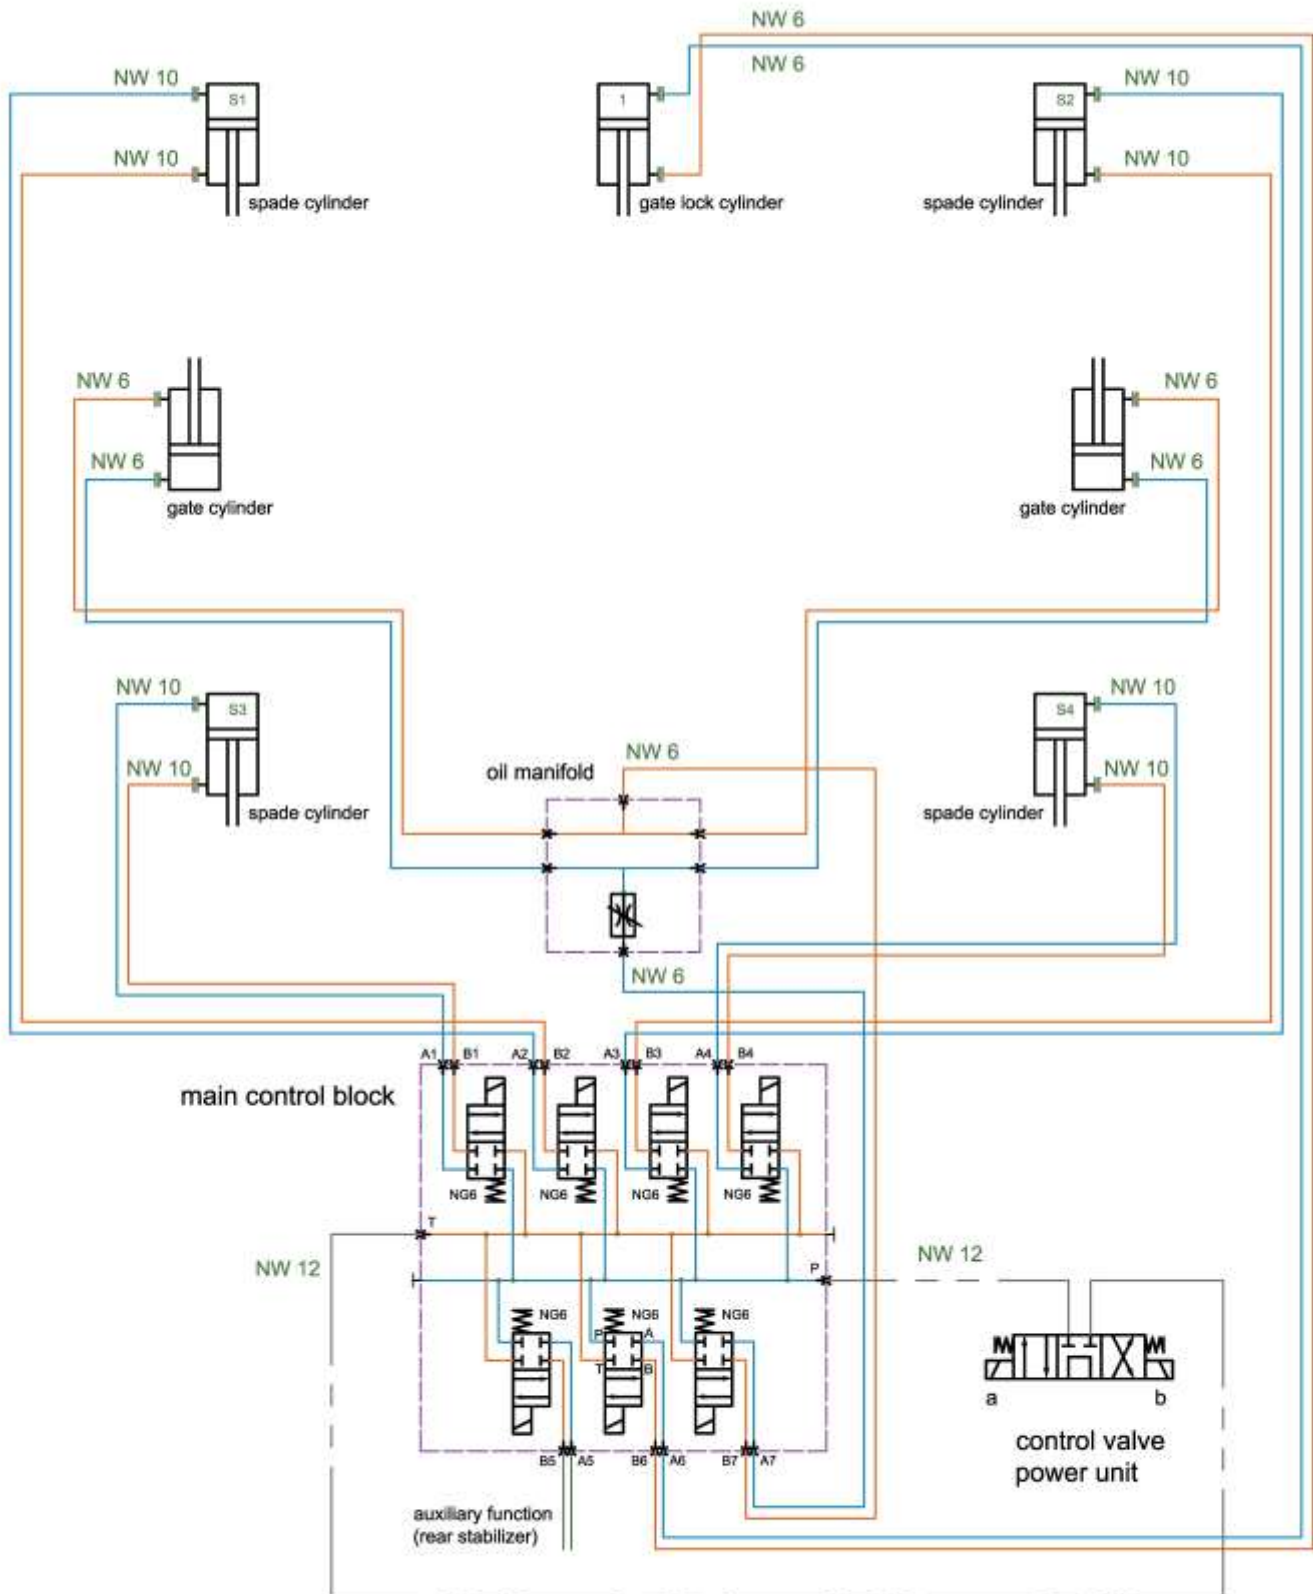 NW 6
NW 6
NW 10
S1
NW 10
spade cylinder
1
gate lock cylinder
S2
NW 10
NW 10
spade cylinder
NW 6
NW 6
gate cylinder
NW 6
NW 6
gate cylinder
NW 10
S3
NW 10
spade cylinder
NW 6
oil manifold
S4
NW 10
NW 10
spade cylinder
NW 6
A1 B1 A2 B2 A3 B3 A4 B4
main control block
NG6 NG6 NG6 NG6
T
NW 12
P
NW 12
NG6 NG6 NG6
P A
T B
a b
control valve
power unit
B5 A5 B6 A6 B7 A7
auxiliary function
(rear stabilizer)